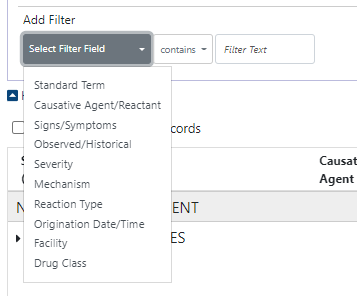 Add Filter
Select Filter Field contains Filter Text
Standard Term
Causative Agent/Reactant
Signs/Symptoms
cords
Observed/Historical
Severity
Causat
Mechanism
Agent
Reaction Type
ENT
Origination Date/Time
Facility
ES
Drug Class